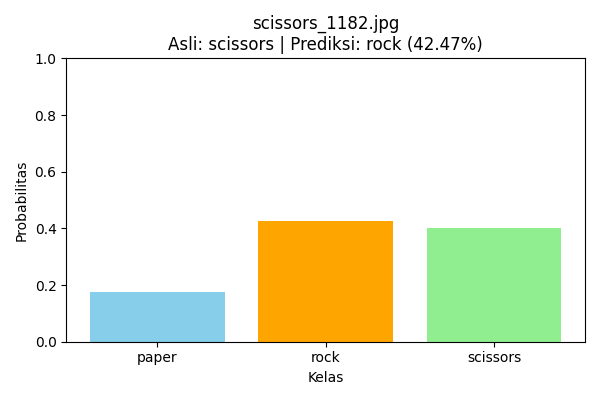 scissors_1182.jpg
Asli: scissors | Prediksi: rock (42.47%)
1.0
0.8
0.6
0.4
0.2
0.0
Probabilitas
paper rock scissors
Kelas